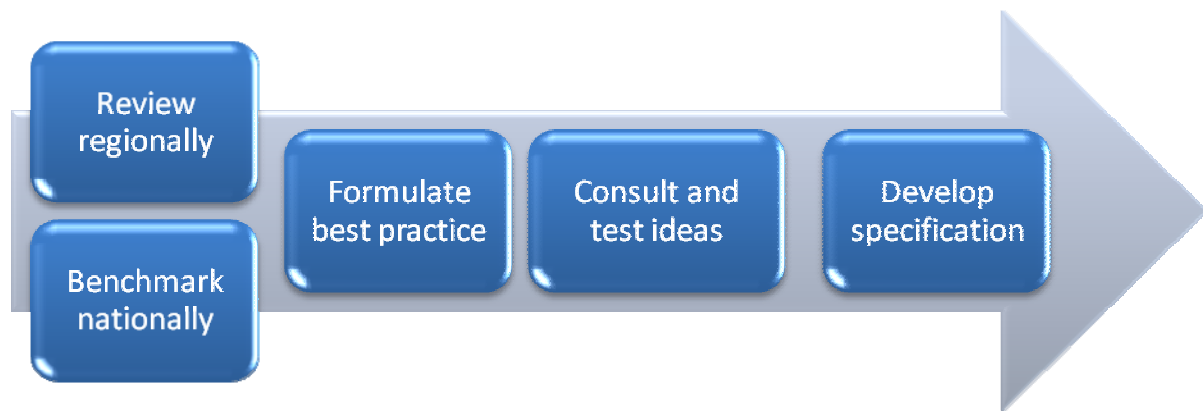 Review
regionally
Benchmark
nationally
Formulate
best practice
Consult and
test ideas
Develop
specification